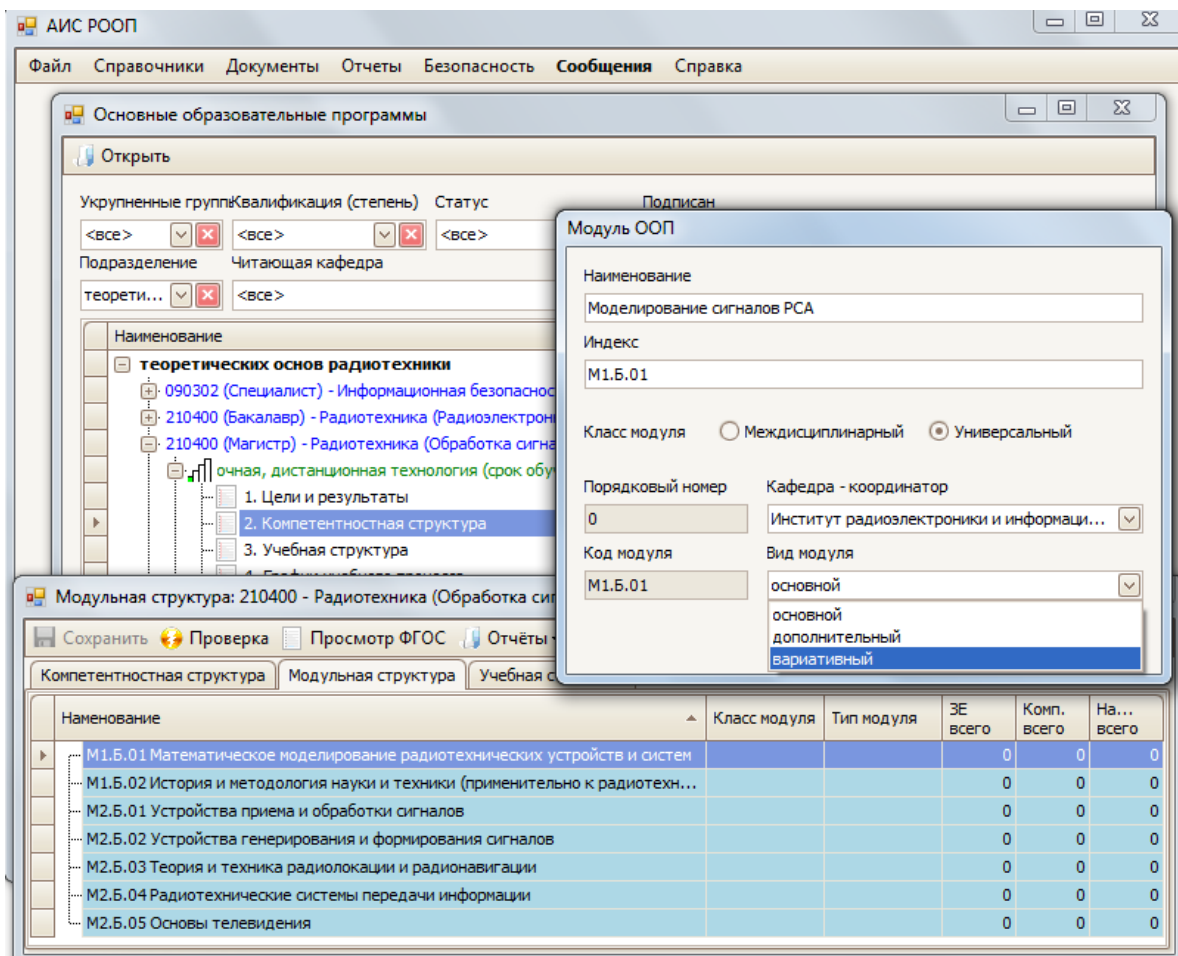 АИС РООП
Файл Справочники Документы Отчеты Безопасность Сообщения Справка
Основные образовательные программы
Открыть
Укрупненные групп Квалификация (степень) Статус Подписан
<все> <все> <все>
Подразделение Читающая кафедра
теорети... <все>
Наименование
теоретических основ радиотехники
090302 (Специалист) - Информационная безопаснос
210400 (Бакалавр) - Радиотехника (Радиоэлектрон
210400 (Магистр) - Радиотехника (Обработка сигна
очная, дистанционная технология (срок обу
1. Цели и результаты
2. Компетентностная структура
3. Учебная структура
Модуль ООП
Наименование
Моделирование сигналов РСА
Индекс
М1.Б.01
Класс модуля Междисциплинарный Универсальный
Порядковый номер Кафедра - координатор
0 Институт радиоэлектроники и информаци...
Код модуля Вид модуля
М1.Б.01 основной
основной
дополнительный
вариативный
Модульная структура: 210400 - Радиотехника (Обработка сиг
Сохранить Проверка Просмотр ФГОС Отчёты
Компетентностная структура Модульная структура Учебная с
Наменование Класс модуля Тип модуля ЗЕ всего Комп. всего На... всего
М1.Б.01 Математическое моделирование радиотехнических устройств и систем 0 0 0
М1.Б.02 История и методология науки и техники (применительно к радиотехн... 0 0 0
М2.Б.01 Устройства приема и обработки сигналов 0 0 0
М2.Б.02 Устройства генерирования и формирования сигналов 0 0 0
М2.Б.03 Теория и техника радиолокации и радионавигации 0 0 0
М2.Б.04 Радиотехнические системы передачи информации 0 0 0
М2.Б.05 Основы телевидения 0 0 0